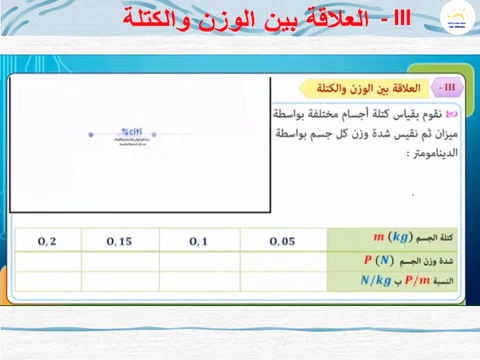 III - العلاقة بين الوزن والكتلة
III - العلاقة بين الوزن والكتلة
نقوم بقياس كتلة أجسام مختلفة بواسطة
ميزان ثم نقيس شدة وزن كل جسم بواسطة
الدينامومتر :
citi
كتلة الجسم m (kg) 0, 05 0, 1 0, 15 0, 2
شدة وزن الجسم P (N)
النسبة P/m ب N/kg